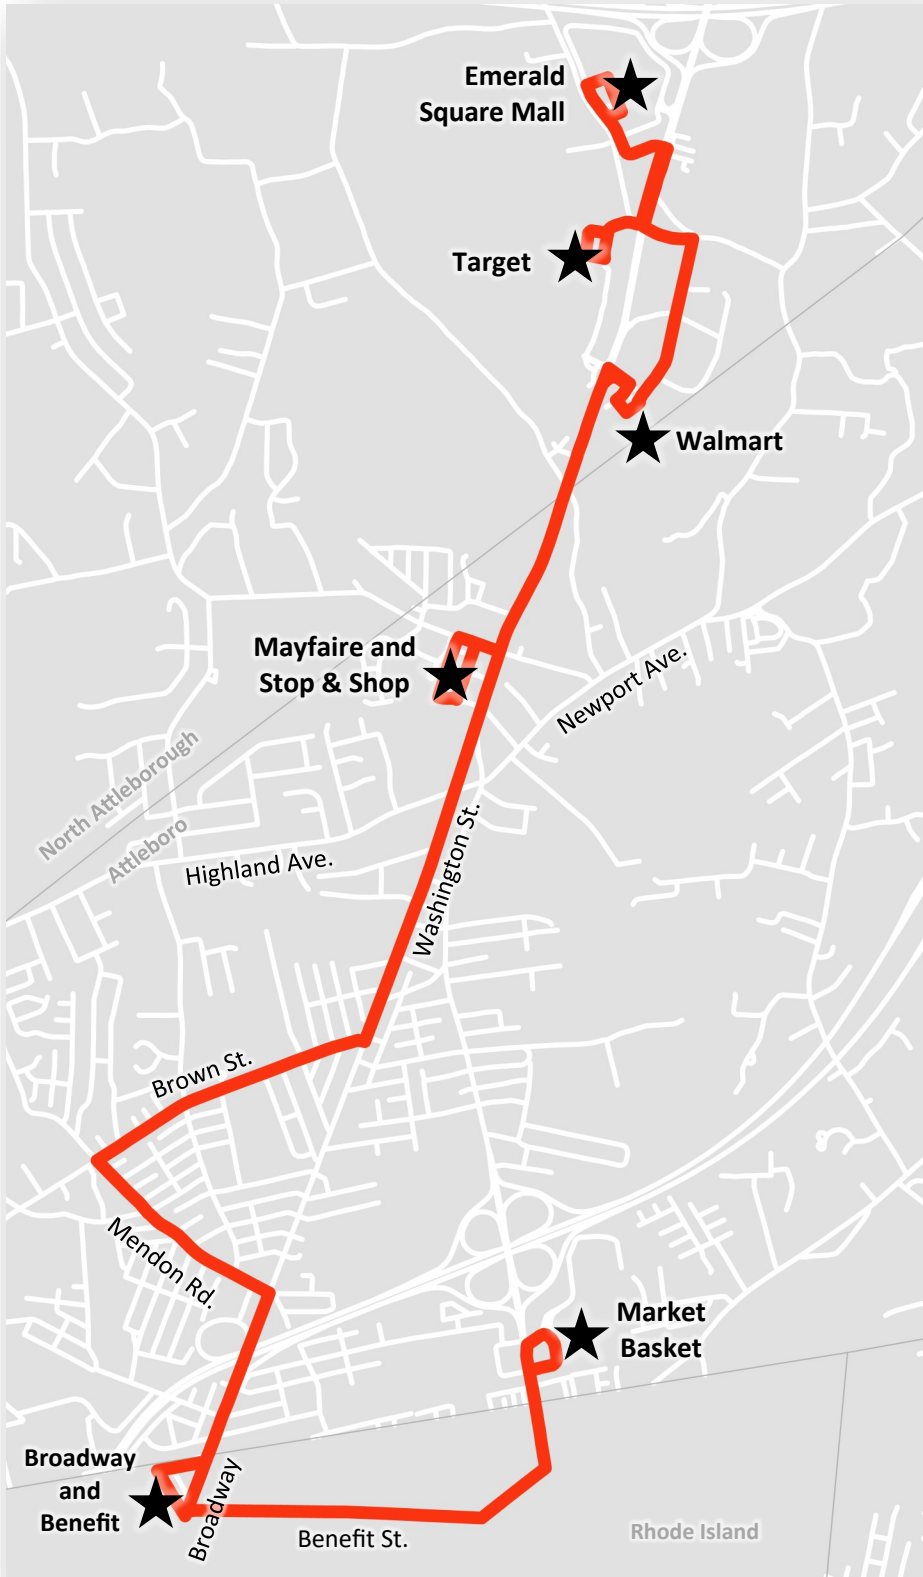 Emerald
Square Mall
Target
Walmart
Mayfaire and
Stop & Shop
Newport Ave.
North Attleborough
Attleboro
Highland Ave.
Washington St.
Brown St.
Mendon Rd.
Market
Basket
Broadway
and
Benefit
Broadway
Benefit St.
Rhode Island